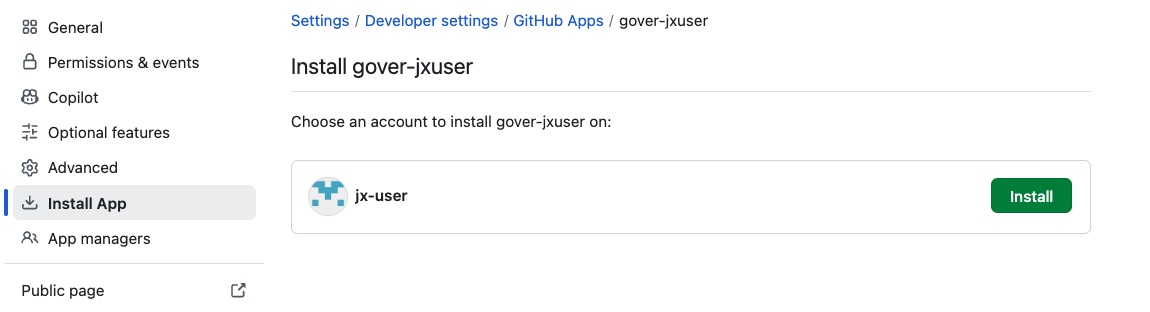 General
Permissions & events
Copilot
Optional features
Advanced
Install App
App managers
Public page
Settings / Developer settings / GitHub Apps / gover-jxuser
Install gover-jxuser
Choose an account to install gover-jxuser on:
jx-user
Install